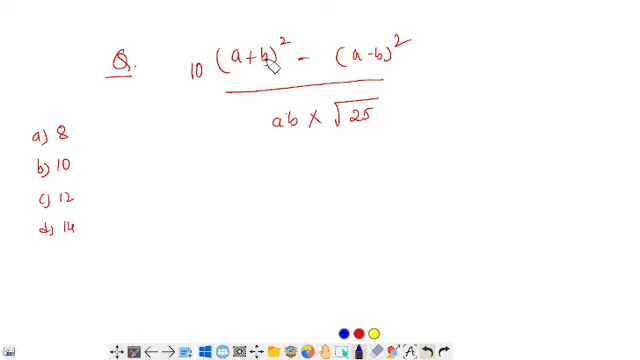 Q. 10 (a+b)² - (a-b)²
ab × √25
a) 8
b) 10
c) 12
d) 14